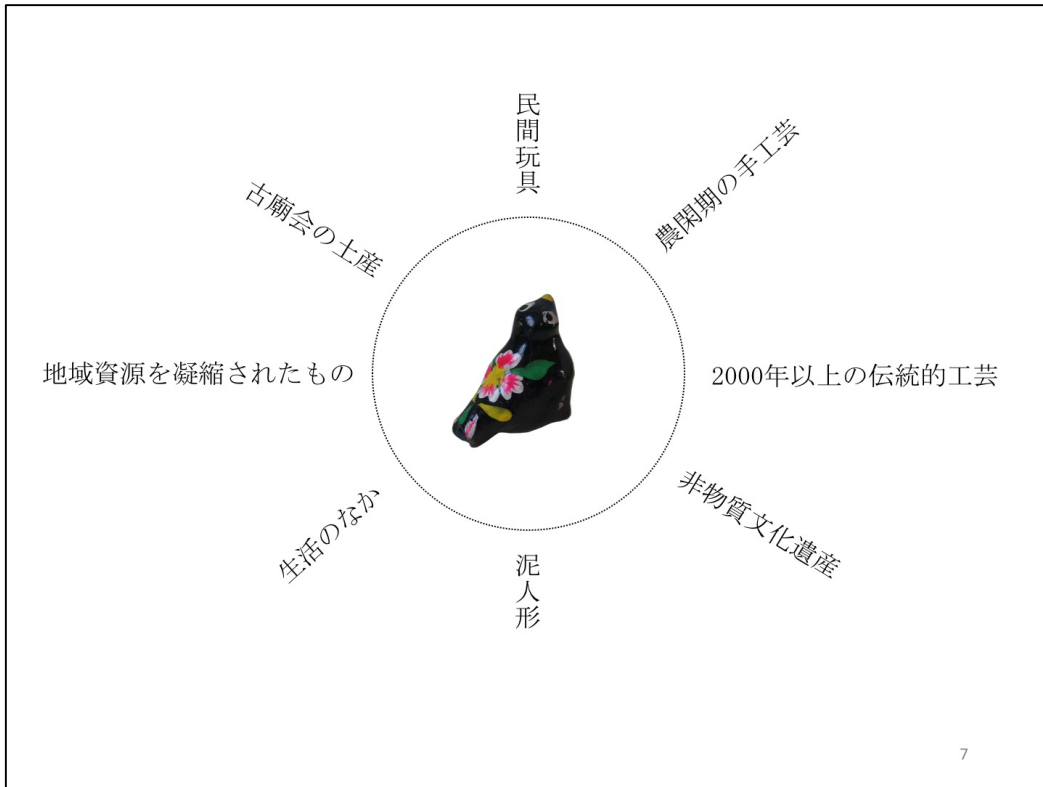 民間玩具
農閑期の手工芸
古廟会の土産
地域資源を凝縮されたもの
2000年以上の伝統的工芸
非物質文化遺産
生活のなか
泥人形
7